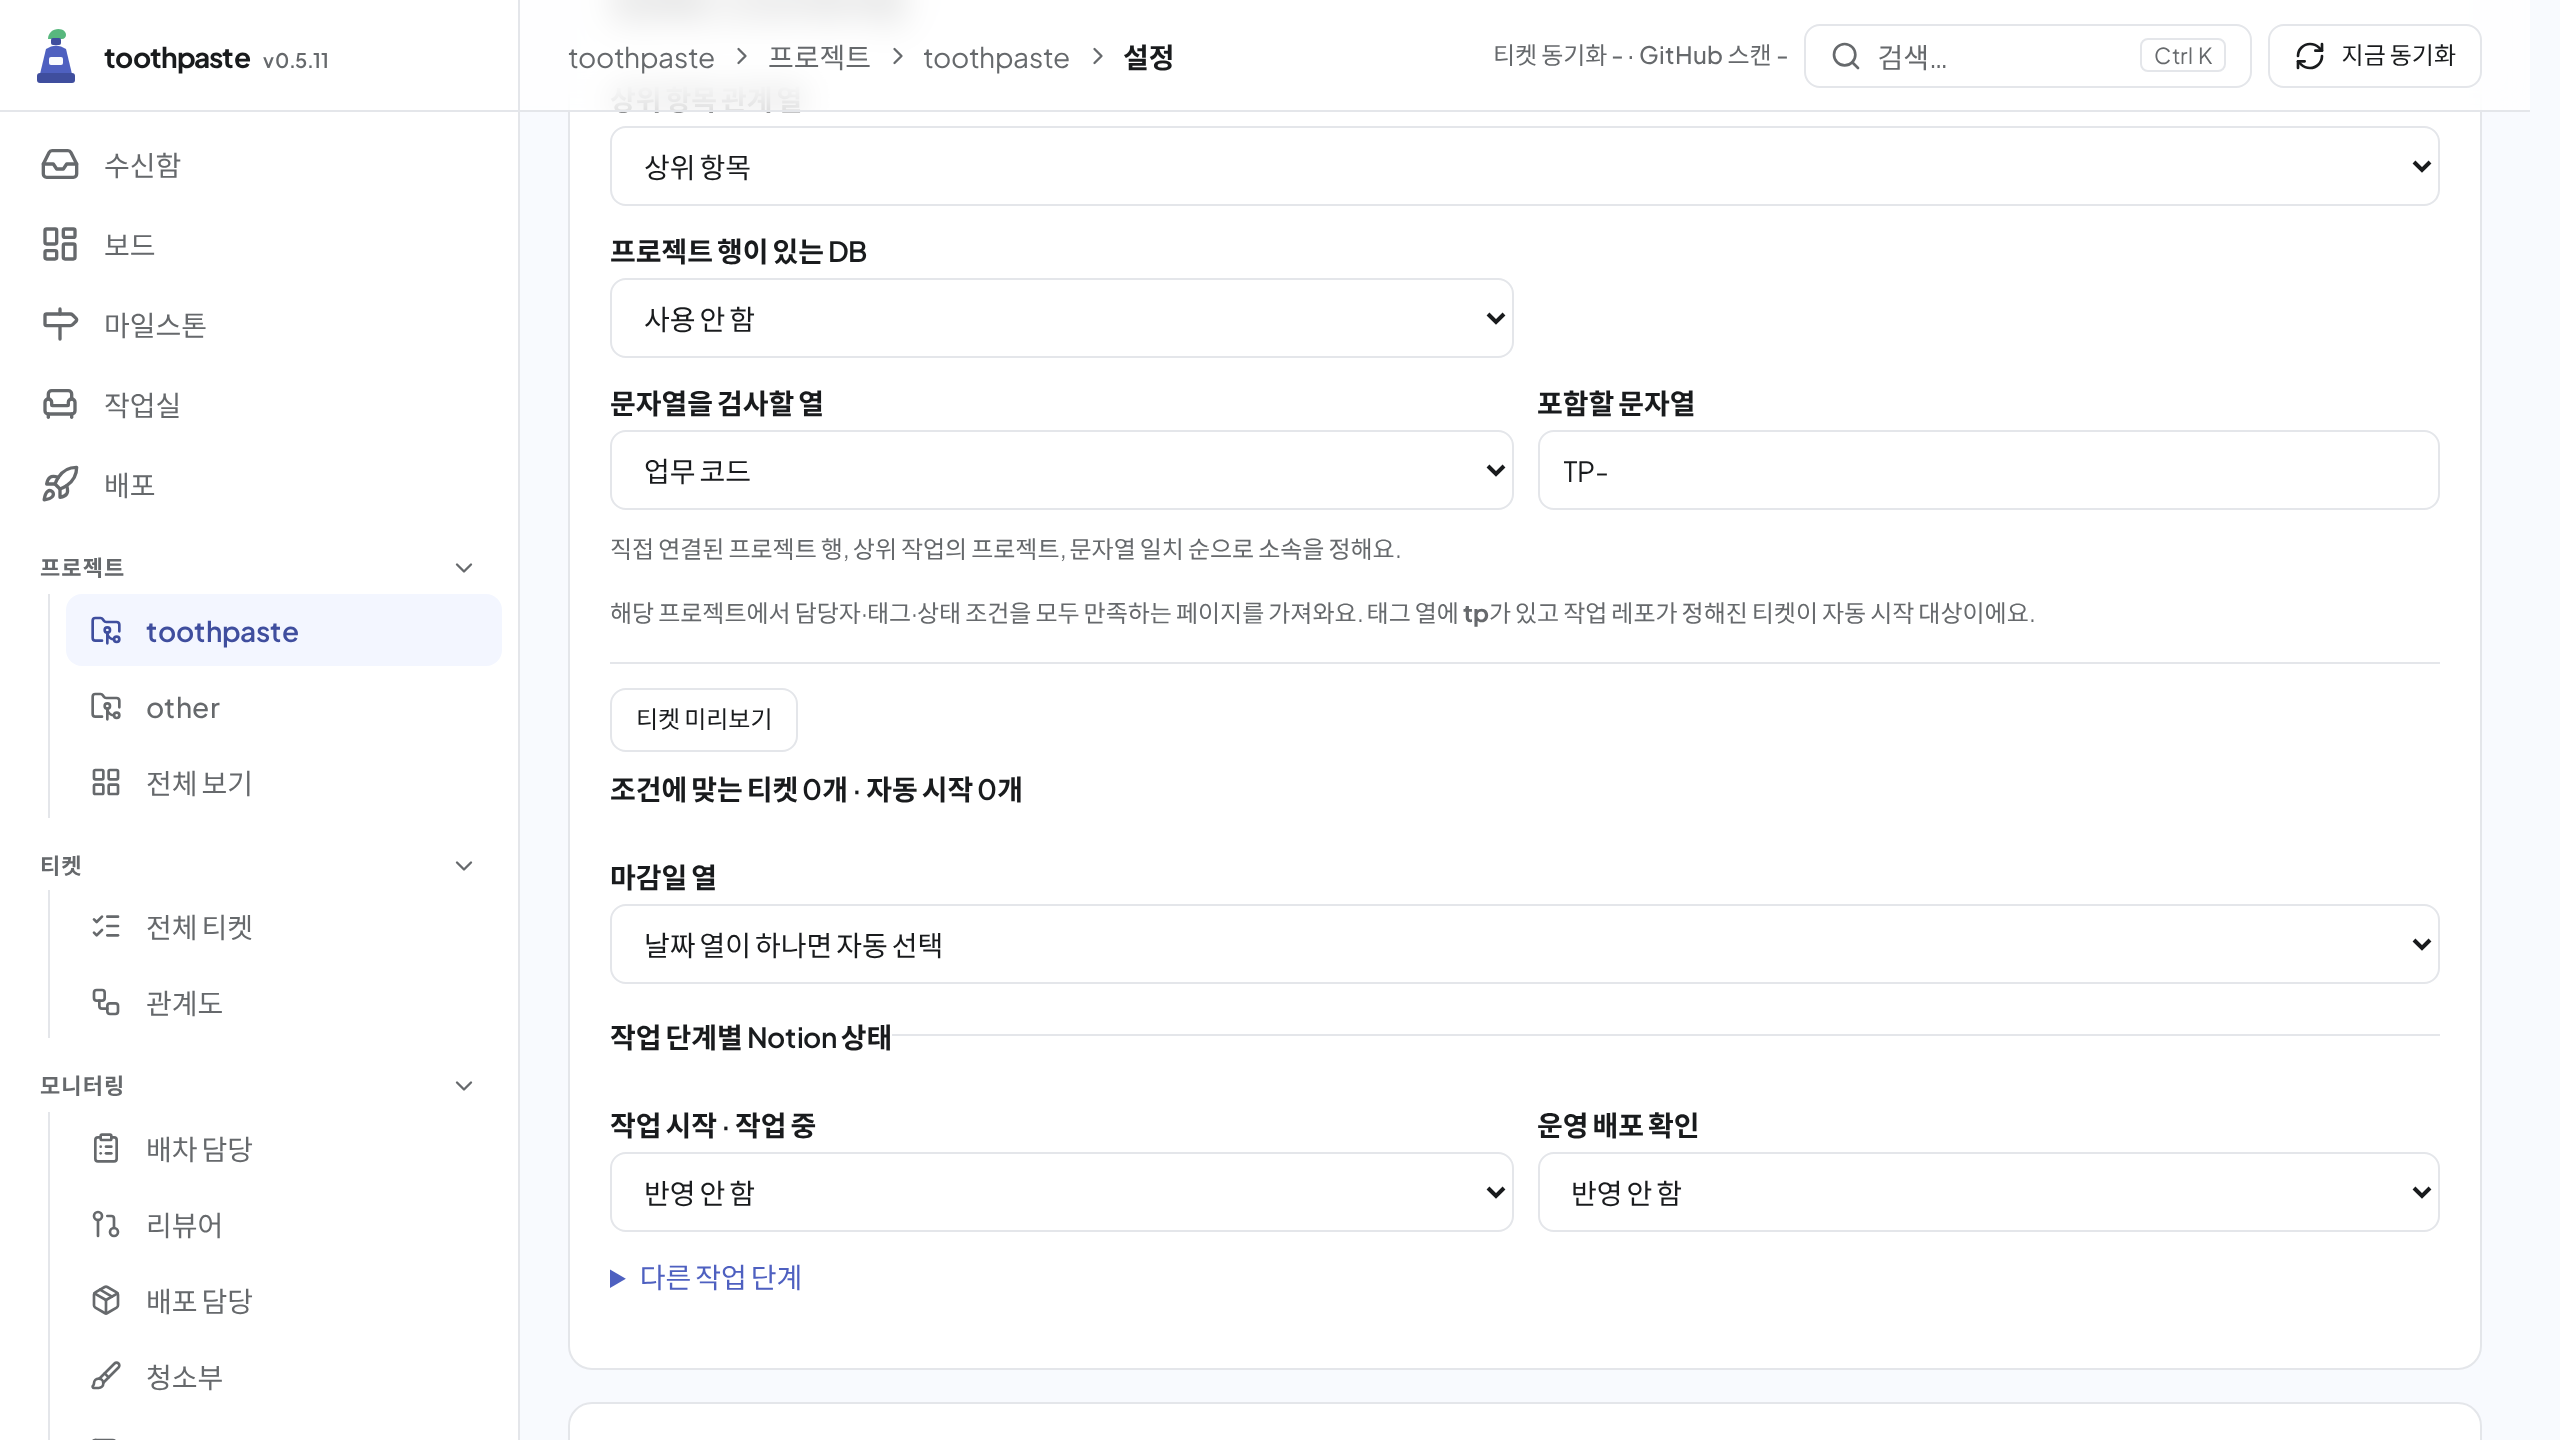 toothpaste v0.5.11
toothpaste > 프로젝트 > toothpaste > 설정
티켓 동기화 - · GitHub 스캔 -
검색...
Ctrl K
지금 동기화
수신함
보드
마일스톤
작업실
배포
프로젝트
toothpaste
other
전체 보기
티켓
전체 티켓
관계도
모니터링
배차 담당
리뷰어
배포 담당
청소부
상위 항목 관계 열
상위 항목
프로젝트 행이 있는 DB
사용 안 함
문자열을 검사할 열
포함할 문자열
업무 코드
TP-
직접 연결된 프로젝트 행, 상위 작업의 프로젝트, 문자열 일치 순으로 소속을 정해요.
해당 프로젝트에서 담당자·태그·상태 조건을 모두 만족하는 페이지를 가져와요. 태그 열에 tp가 있고 작업 레포가 정해진 티켓이 자동 시작 대상이에요.
티켓 미리보기
조건에 맞는 티켓 0개 · 자동 시작 0개
마감일 열
날짜 열이 하나면 자동 선택
작업 단계별 Notion 상태
작업 시작 · 작업 중
운영 배포 확인
반영 안 함
반영 안 함
▶ 다른 작업 단계